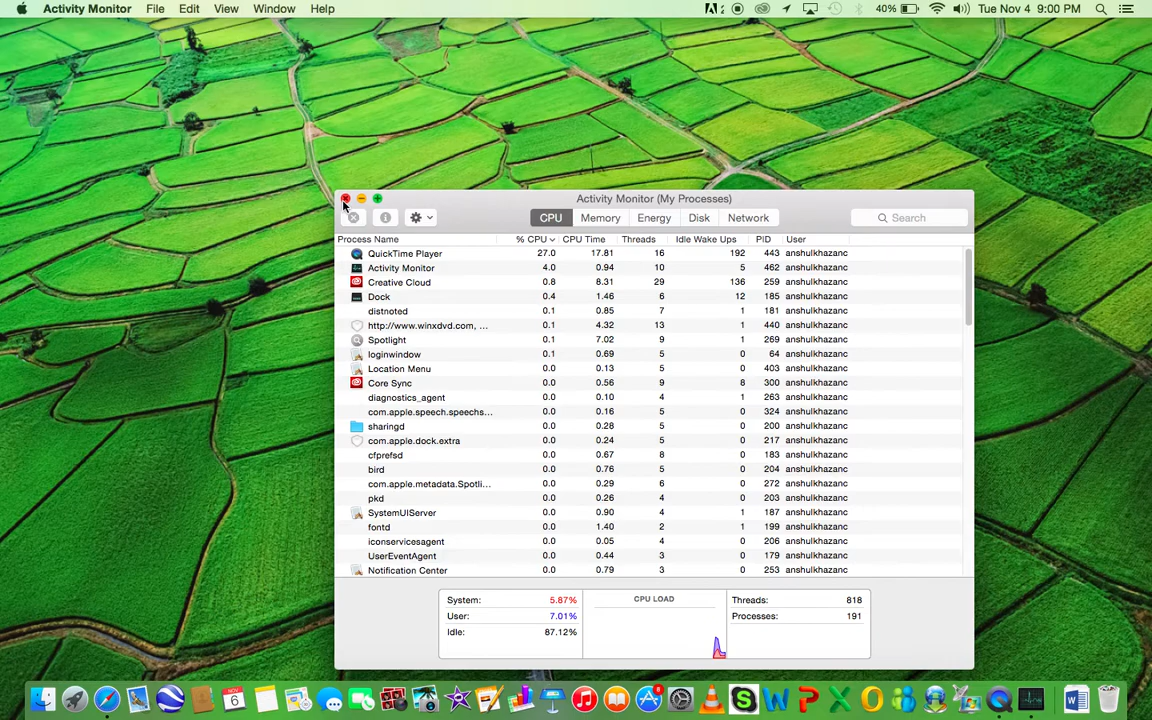 Activity Monitor File Edit View Window Help 40% Tue Nov 4 9:00 PM
Activity Monitor (My Processes)
CPU Memory Energy Disk Network Search
Process Name % CPU CPU Time Threads Idle Wake Ups PID User
QuickTime Player 27.0 17.81 16 192 443 anshulkhazanc
Activity Monitor 4.0 0.94 10 5 462 anshulkhazanc
Creative Cloud 0.8 8.31 29 136 259 anshulkhazanc
Dock 0.4 1.46 6 12 185 anshulkhazanc
distnoted 0.1 0.85 7 1 181 anshulkhazanc
http://www.winxdvd.com, ... 0.1 4.32 13 1 440 anshulkhazanc
Spotlight 0.1 7.02 9 1 269 anshulkhazanc
loginwindow 0.1 0.69 5 0 64 anshulkhazanc
Location Menu 0.0 0.13 5 0 403 anshulkhazanc
Core Sync 0.0 0.56 9 8 300 anshulkhazanc
diagnostics_agent 0.0 0.10 4 1 263 anshulkhazanc
com.apple.speech.speechs... 0.0 0.16 5 0 324 anshulkhazanc
sharingd 0.0 0.28 5 0 200 anshulkhazanc
com.apple.dock.extra 0.0 0.24 5 0 217 anshulkhazanc
cfprefsd 0.0 0.67 8 0 183 anshulkhazanc
bird 0.0 0.76 5 0 204 anshulkhazanc
com.apple.metadata.Spotli... 0.0 0.29 6 0 272 anshulkhazanc
pkd 0.0 0.26 4 0 203 anshulkhazanc
SystemUIServer 0.0 0.90 4 1 187 anshulkhazanc
fontd 0.0 1.40 2 1 199 anshulkhazanc
iconservicesagent 0.0 0.05 4 0 206 anshulkhazanc
UserEventAgent 0.0 0.44 3 0 179 anshulkhazanc
Notification Center 0.0 0.79 3 0 253 anshulkhazanc
System: 5.87% CPU LOAD Threads: 818
User: 7.01% Processes: 191
Idle: 87.12%
NOV
6